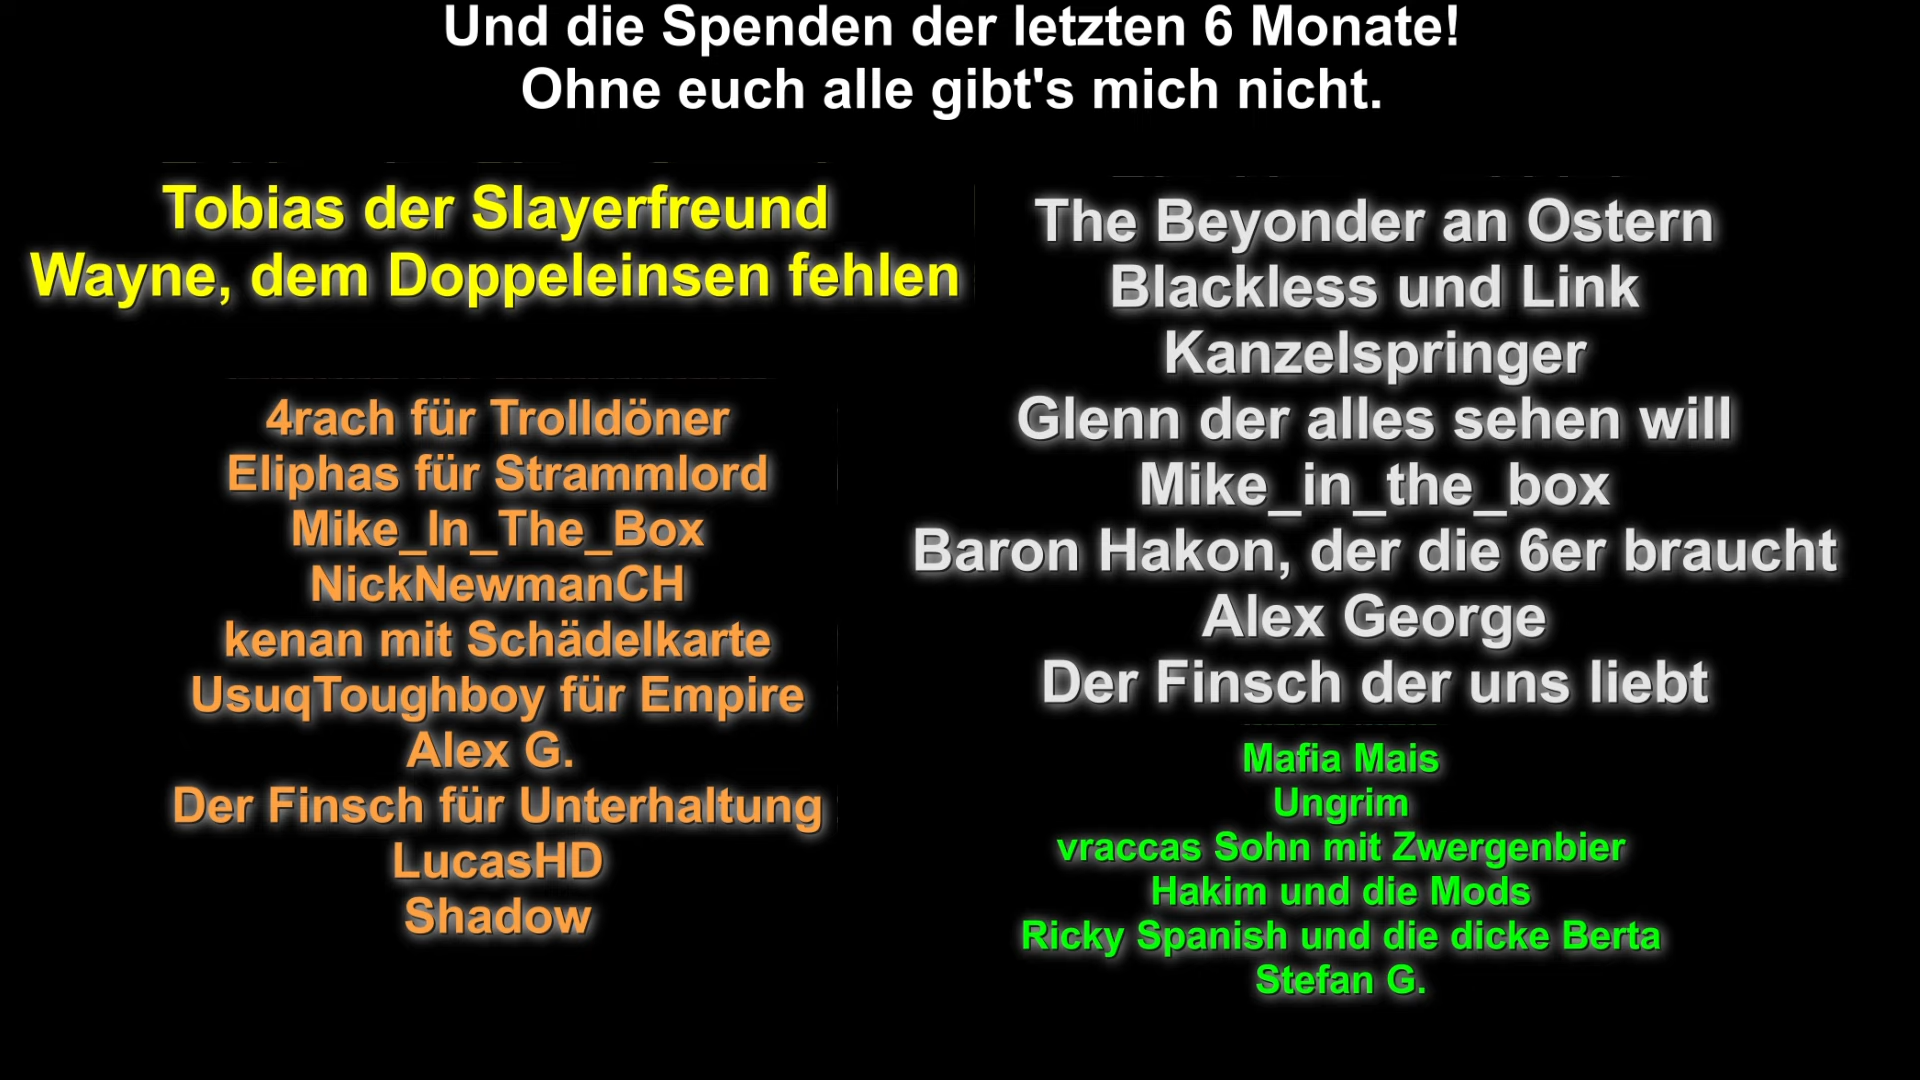 Und die Spenden der letzten 6 Monate!
Ohne euch alle gibt's mich nicht.
Tobias der Slayerfreund
Wayne, dem Doppeleinsen fehlen
4rach für Trolldöner
Eliphas für Strammlord
Mike_In_The_Box
NickNewmanCH
kenan mit Schädelkarte
UsuqToughboy für Empire
Alex G.
Der Finsch für Unterhaltung
LucasHD
Shadow
The Beyonder an Ostern
Blackless und Link
Kanzelspringer
Glenn der alles sehen will
Mike_in_the_box
Baron Hakon, der die 6er braucht
Alex George
Der Finsch der uns liebt
Mafia Mais
Ungrim
vraccas Sohn mit Zwergenbier
Hakim und die Mods
Ricky Spanish und die dicke Berta
Stefan G.